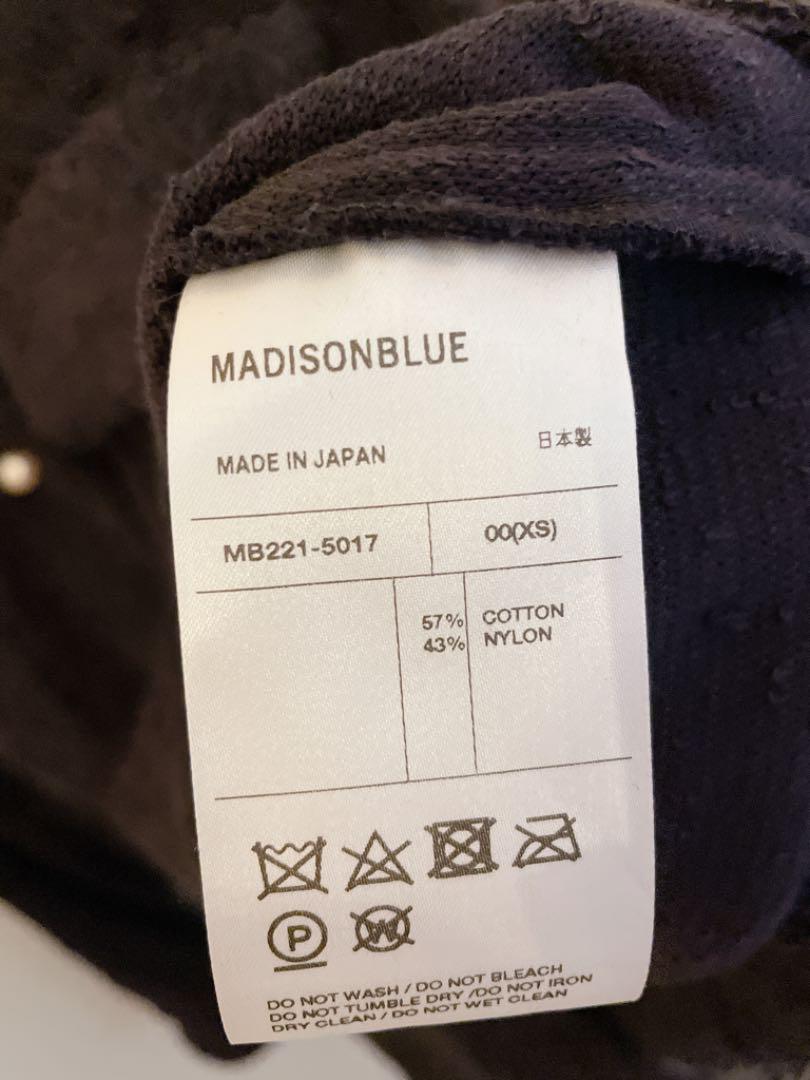 MADISONBLUE
MADE IN JAPAN 日本製
MB221-5017 00(XS)
57% COTTON
43% NYLON
P W
DO NOT WASH / DO NOT BLEACH
DO NOT TUMBLE DRY /DO NOT IRON
DRY CLEAN / DO NOT WET CLEAN